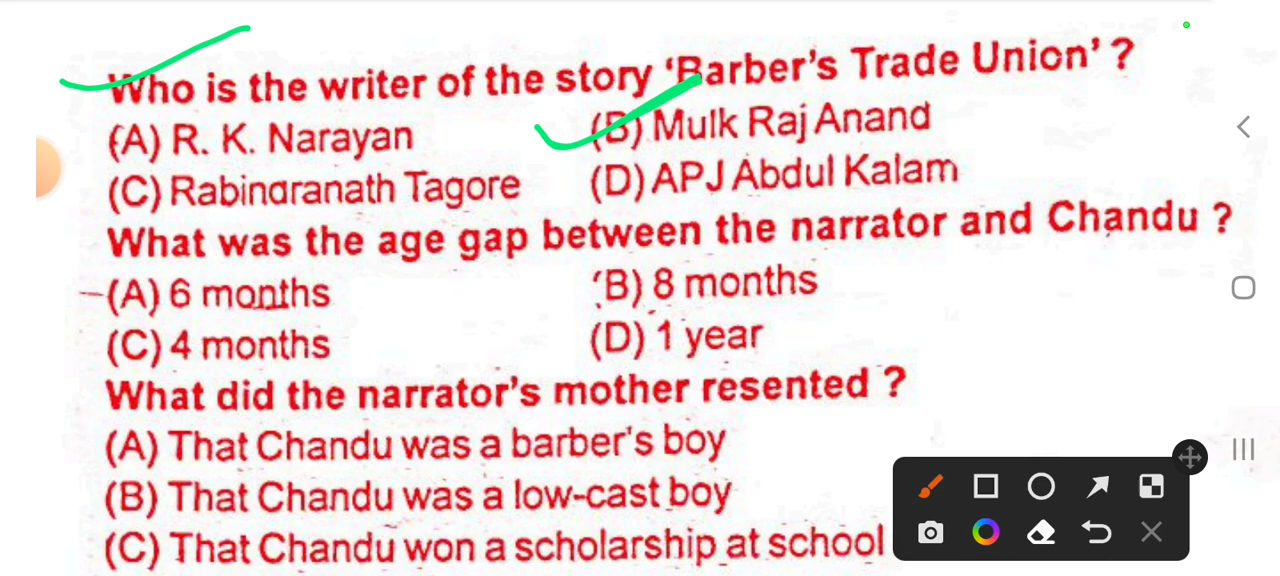 Who is the writer of the story ‘Barber’s Trade Union’ ?
(A) R. K. Narayan (B) Mulk Raj Anand
(C) Rabindranath Tagore (D) APJ Abdul Kalam
What was the age gap between the narrator and Chandu ?
(A) 6 months (B) 8 months
(C) 4 months (D) 1 year
What did the narrator’s mother resented ?
(A) That Chandu was a barber's boy
(B) That Chandu was a low-cast boy
(C) That Chandu won a scholarship at school